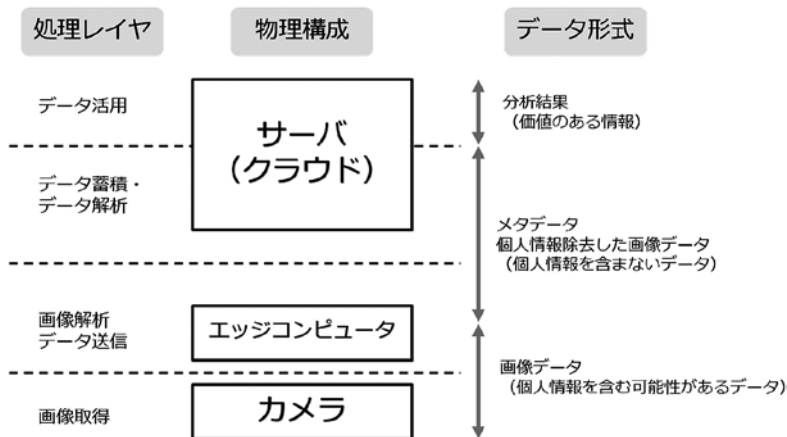 処理レイヤ
物理構成
データ形式
データ活用
サーバ
（クラウド）
分析結果
（価値のある情報）
データ蓄積・
データ解析
メタデータ
個人情報除去した画像データ
（個人情報を含まないデータ）
画像解析
データ送信
エッジコンピュータ
画像データ
（個人情報を含む可能性があるデータ）
画像取得
カメラ